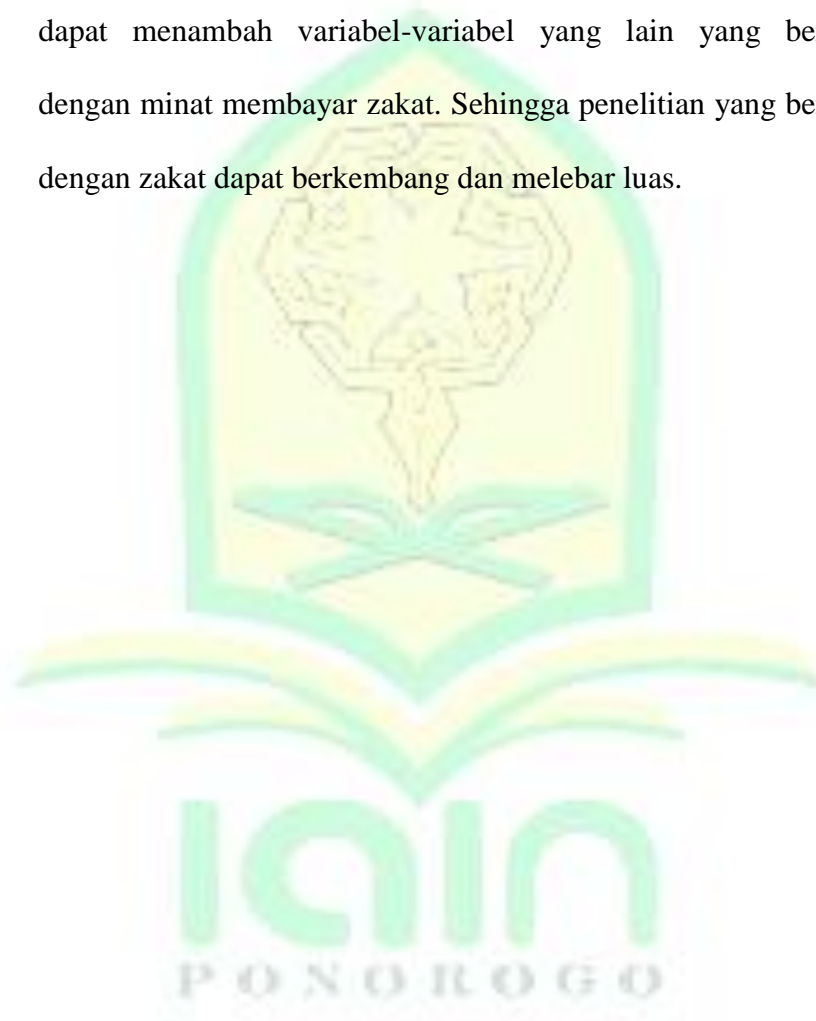 dapat menambah variabel-variabel yang lain yang be
dengan minat membayar zakat. Sehingga penelitian yang be
dengan zakat dapat berkembang dan melebar luas.
iain
PONOROGO